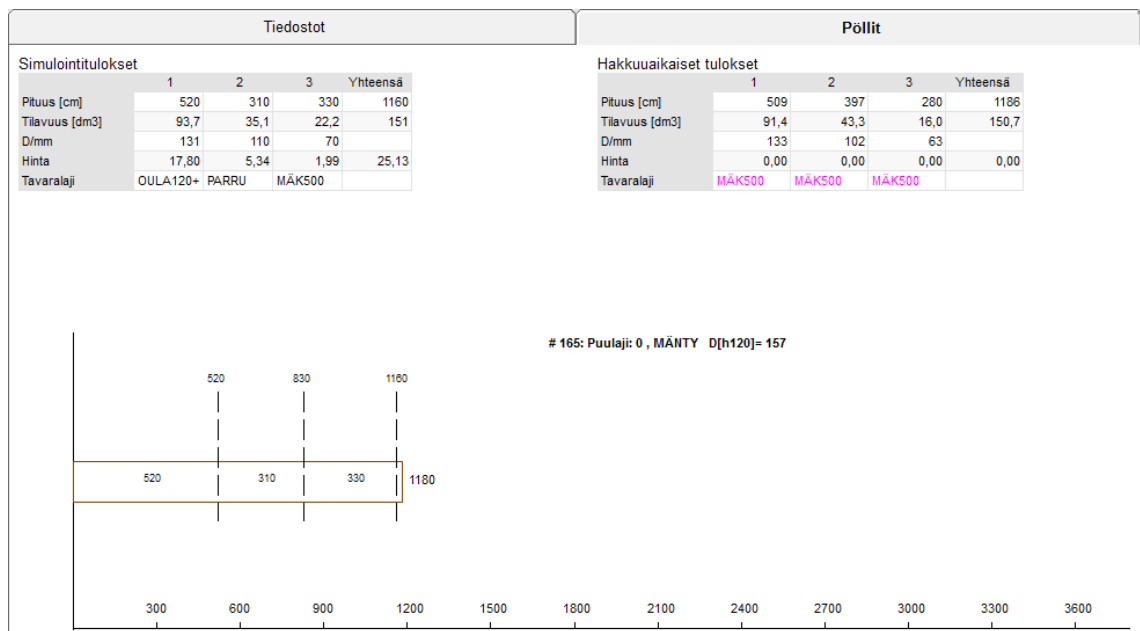 Tiedostot
Pöllit
Simulointitulokset
1 2 3 Yhteensä
Pituus [cm] 520 310 330 1160
Tilavuus [dm3] 93,7 35,1 22,2 151
D/mm 131 110 70
Hinta 17,80 5,34 1,99 25,13
Tavaralaji OULA120+ PARRU MÄK500
Hakkuuaikaiset tulokset
1 2 3 Yhteensä
Pituus [cm] 509 397 280 1186
Tilavuus [dm3] 91,4 43,3 16,0 150,7
D/mm 133 102 63
Hinta 0,00 0,00 0,00 0,00
Tavaralaji MÄK500 MÄK500 MÄK500
# 165: Puulaji: 0 , MÄNTY D[h120]= 157
520 830 1160
520 310 330 1180
300 600 900 1200 1500 1800 2100 2400 2700 3000 3300 3600